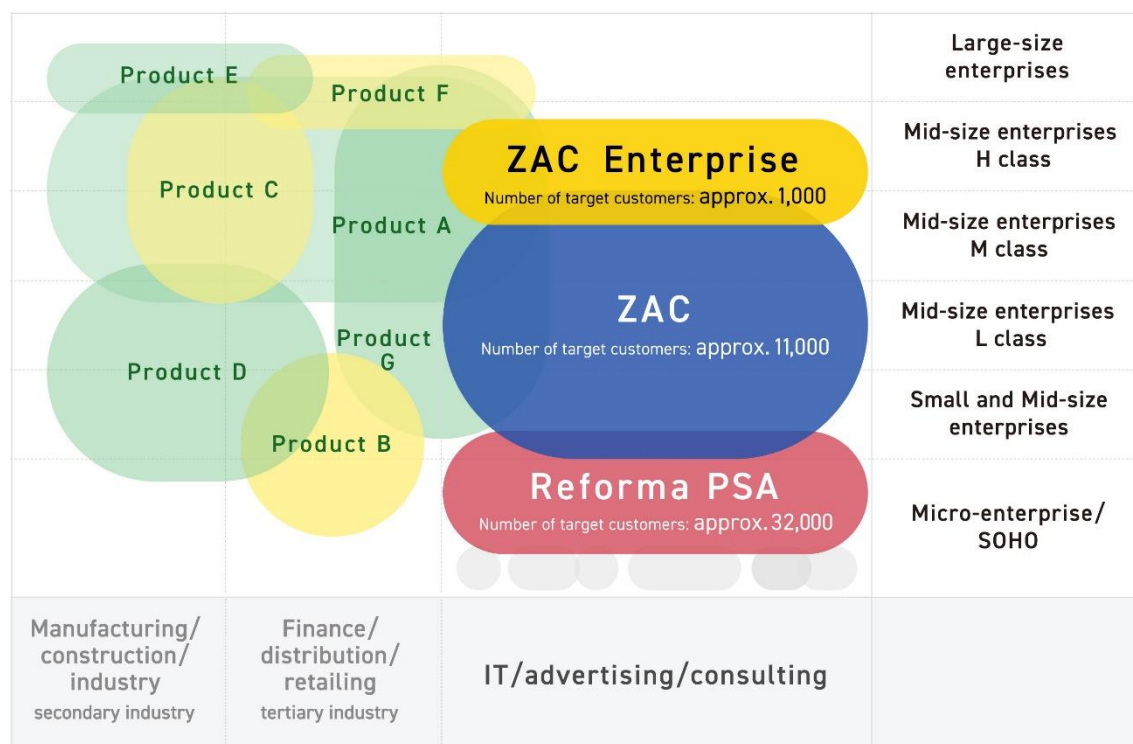 Product E
Product F
Large-size
enterprises
ZAC Enterprise
Number of target customers: approx. 1,000
Mid-size enterprises
H class
Product C
Product A
Mid-size enterprises
M class
ZAC
Number of target customers: approx. 11,000
Mid-size enterprises
L class
Product
G
Product D
Small and Mid-size
enterprises
Product B
Reforma PSA
Number of target customers: approx. 32,000
Micro-enterprise/
SOHO
Manufacturing/
construction/
industry
secondary industry
Finance/
distribution/
retailing
tertiary industry
IT/advertising/consulting